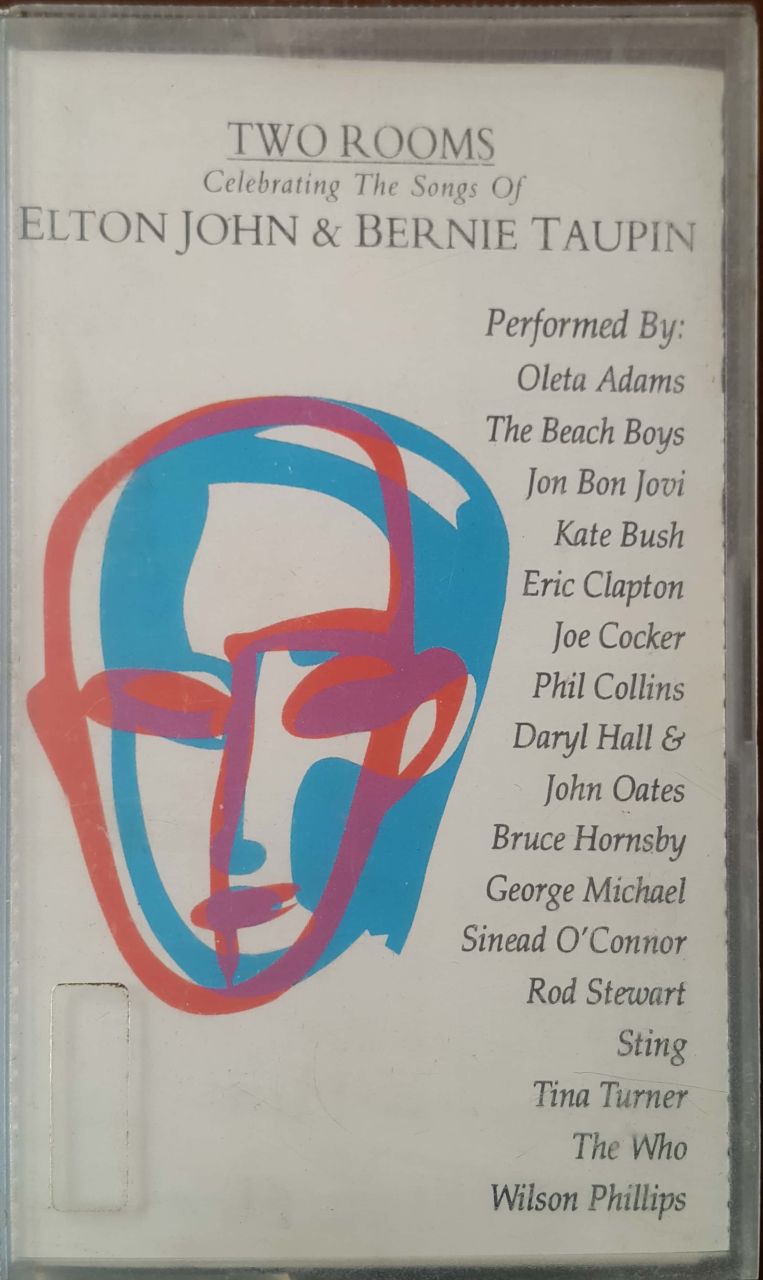 TWO ROOMS
Celebrating The Songs Of
ELTON JOHN & BERNIE TAUPIN
Performed By:
Oleta Adams
The Beach Boys
Jon Bon Jovi
Kate Bush
Eric Clapton
Joe Cocker
Phil Collins
Daryl Hall &
John Oates
Bruce Hornsby
George Michael
Sinead O'Connor
Rod Stewart
Sting
Tina Turner
The Who
Wilson Phillips